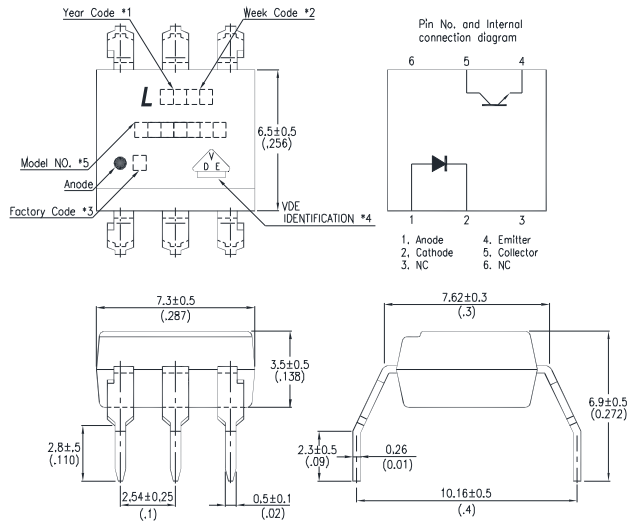 Year Code *1
Week Code *2
L
Model NO. *5
Anode
Factory Code *3
V
D E
VDE
IDENTIFICATION *4
6.5±0.5
(.256)
Pin No. and Internal
connection diagram
6 5 4
1 2 3
1, Anode 4. Emitter
2, Cathode 5. Collector
3. NC 6. NC
7.3±0.5
(.287)
3.5±0.5
(.138)
2.8±.5
(.110)
2.54±0.25
(.1)
0.5±0.1
(.02)
7.62±0.3
(.3)
6.9±0.5
(0.272)
2.3±0.5
(.09)
0.26
(0.01)
10.16±0.5
(.4)